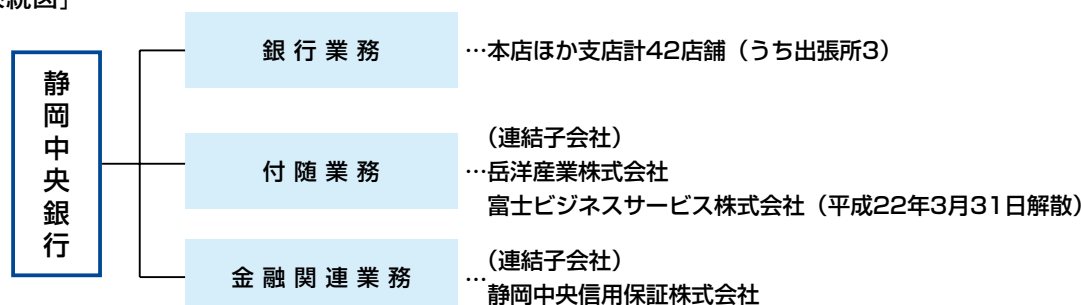 系統図］
静岡中央銀行
銀行業務
…本店ほか支店計42店舗（うち出張所3）
付随業務
（連結子会社）
…岳洋産業株式会社
富士ビジネスサービス株式会社（平成22年3月31日解散）
金融関連業務
（連結子会社）
…
静岡中央信用保証株式会社